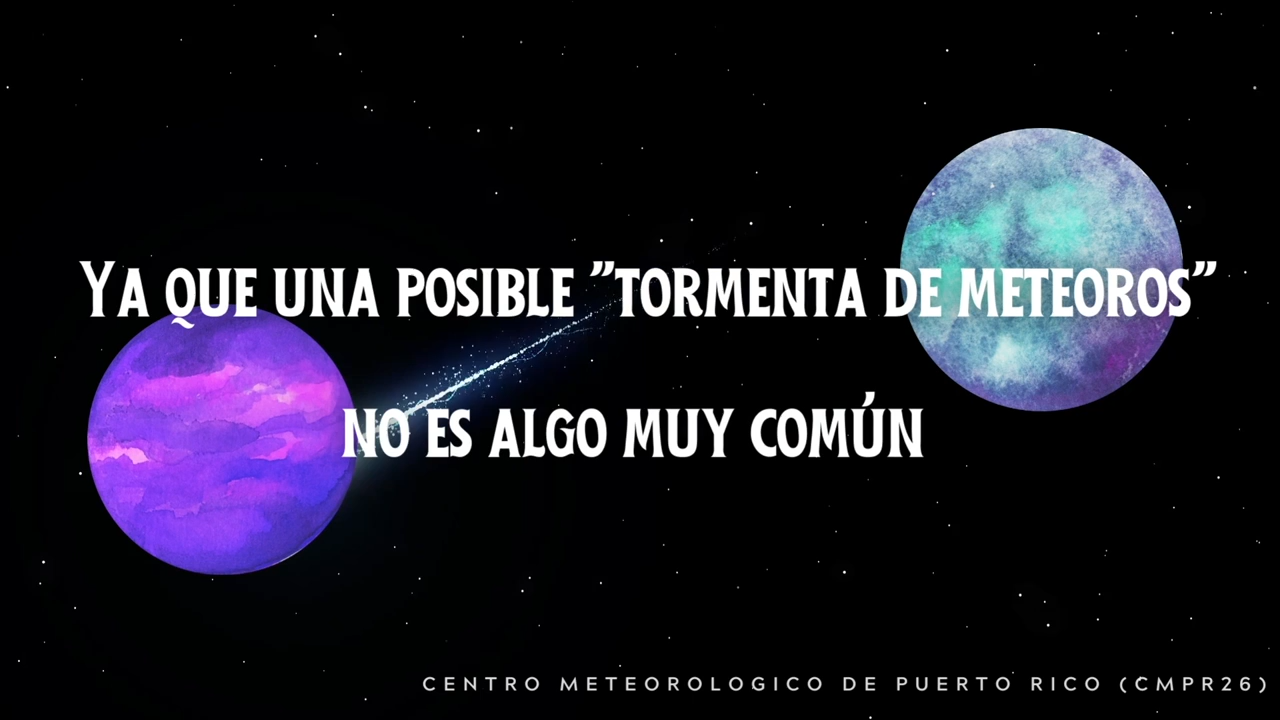 Ya que una posible "tormenta de meteoros"
no es algo muy común
CENTRO METEOROLOGICO DE PUERTO RICO (CMPR26)